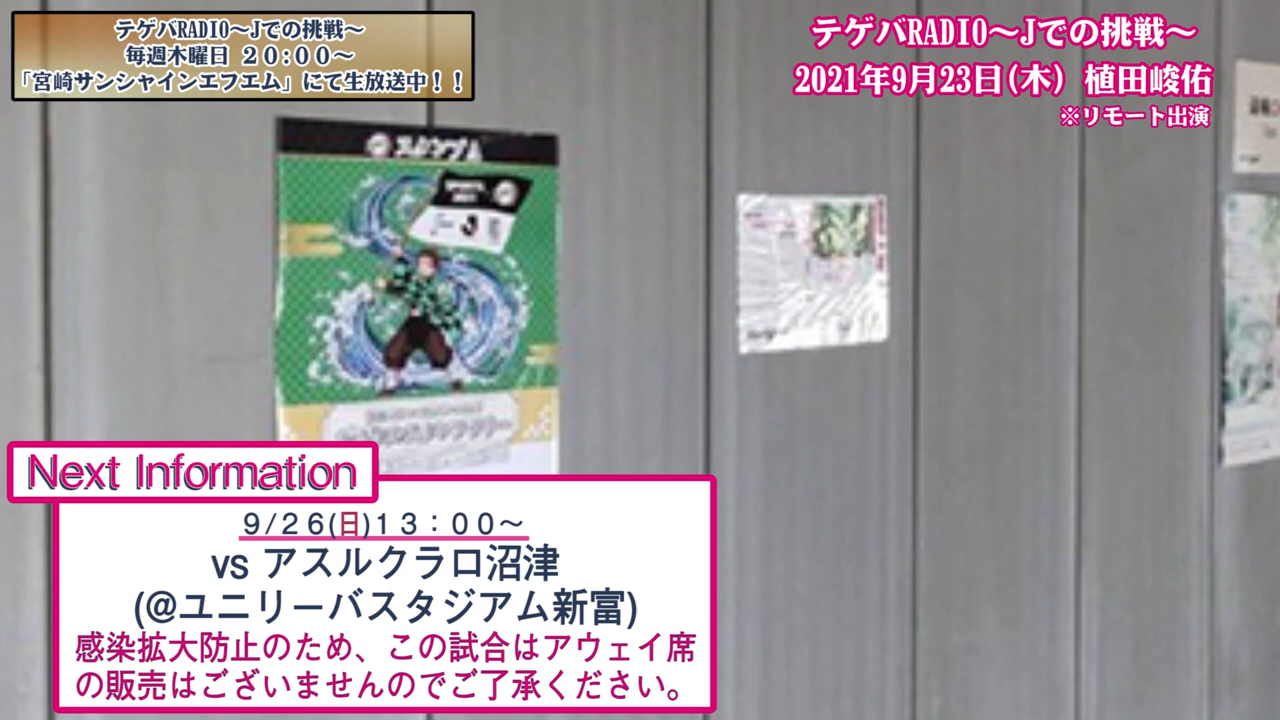 テゲバRADIO〜Jでの挑戦〜
毎週木曜日 20:00〜
「宮崎サンシャインエフエム」にて生放送中!!
テゲバRADIO〜Jでの挑戦〜
2021年9月23日(木) 植田峻佑
※リモート出演
Next Information
9/26(日)13:00〜
vs アスルクラロ沼津
(@ユニリーバスタジアム新富)
感染拡大防止のため、この試合はアウェイ席
の販売はございませんのでご了承ください。